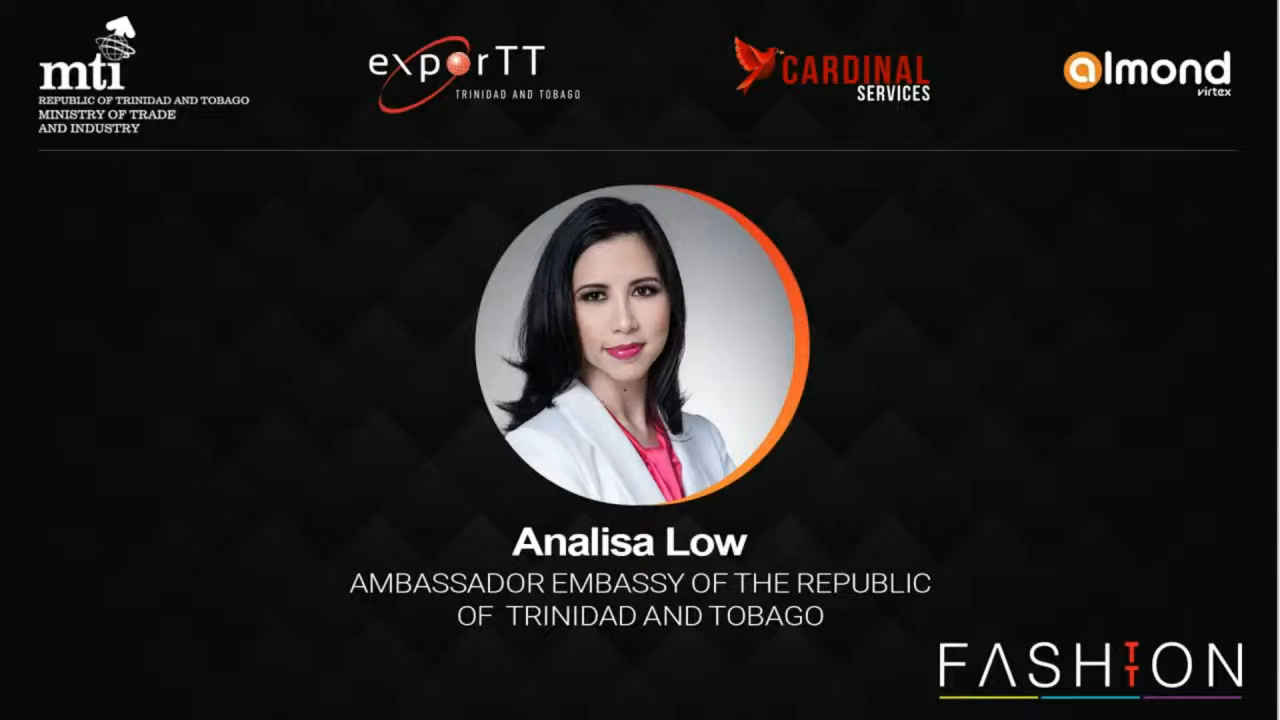 mti
REPUBLIC OF TRINIDAD AND TOBAGO
MINISTRY OF TRADE
AND INDUSTRY
exporTT
TRINIDAD AND TOBAGO
CARDINAL
SERVICES
almond
virtex
Analisa Low
AMBASSADOR EMBASSY OF THE REPUBLIC
OF TRINIDAD AND TOBAGO
FASHTTON